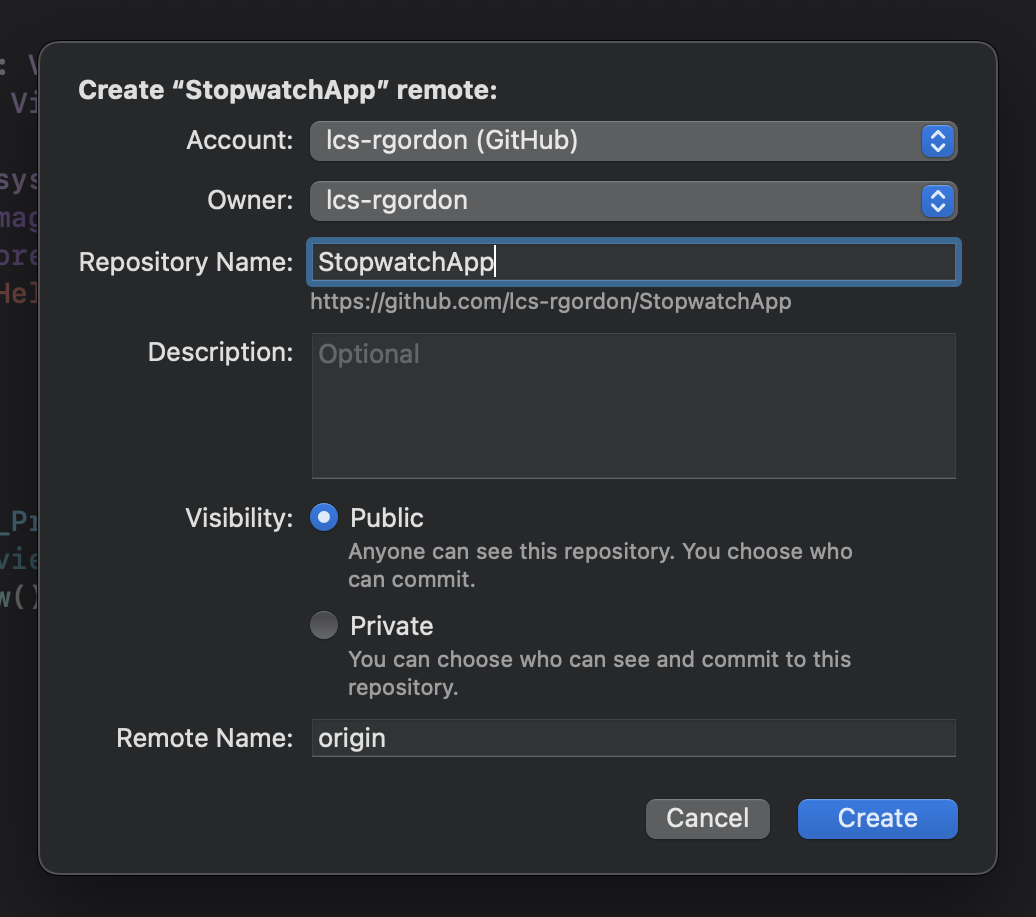 Create “StopwatchApp” remote:
Account: lcs-rgordon (GitHub)
Owner: lcs-rgordon
Repository Name: StopwatchApp
https://github.com/lcs-rgordon/StopwatchApp
Description: Optional
Visibility: Public
Anyone can see this repository. You choose who
can commit.
Private
You can choose who can see and commit to this
repository.
Remote Name: origin
Cancel Create